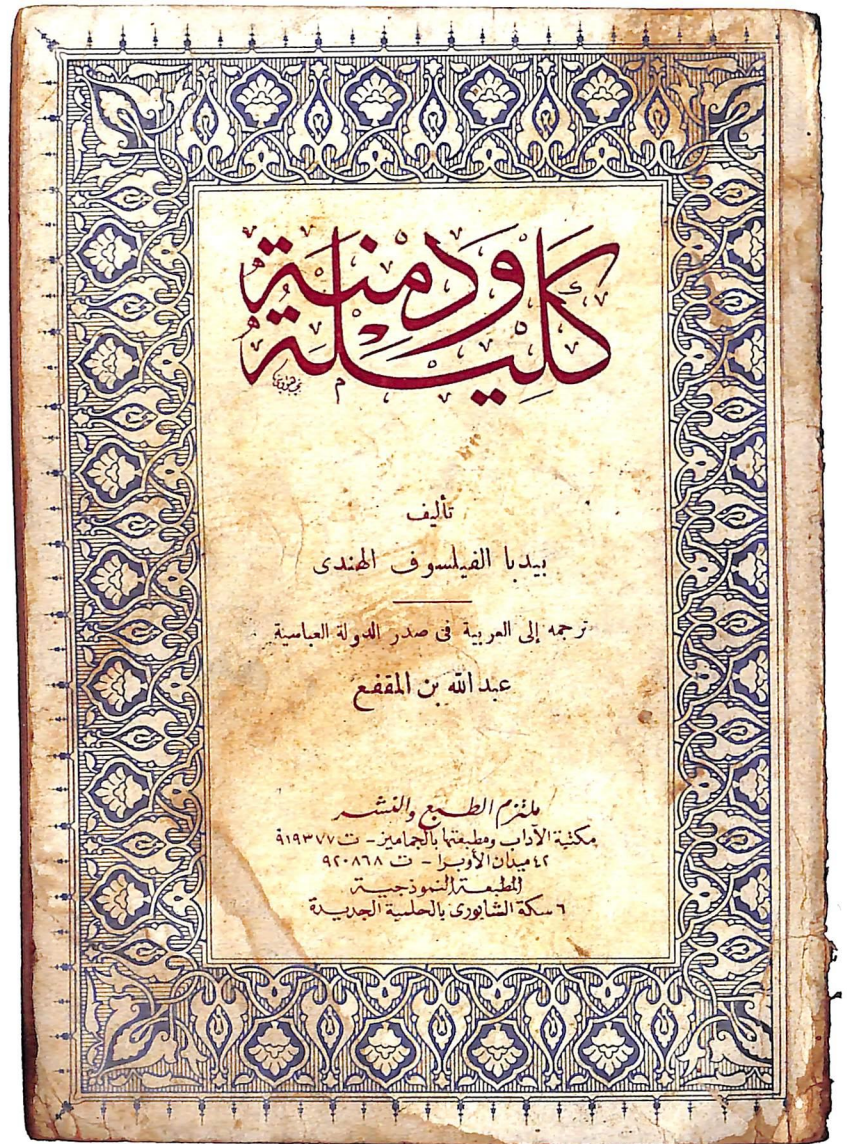 كليلة ودمنة
تأليف
بيدبا الفيلسوف الهندى
ترجمه إلى العربية فى صدر الدولة العباسية
عبد الله بن المقفع
ملتزم الطبع والنشر
مكتبة الآداب ومطبعتها بالجماميز - ت ٩١٩٣٧٧
٤٢ ميدان الأوبرا - ت ٩٢٠٨٦٨
المطبعة النموذجية
٦ سكة الشابورى بالحلمية الجديدة